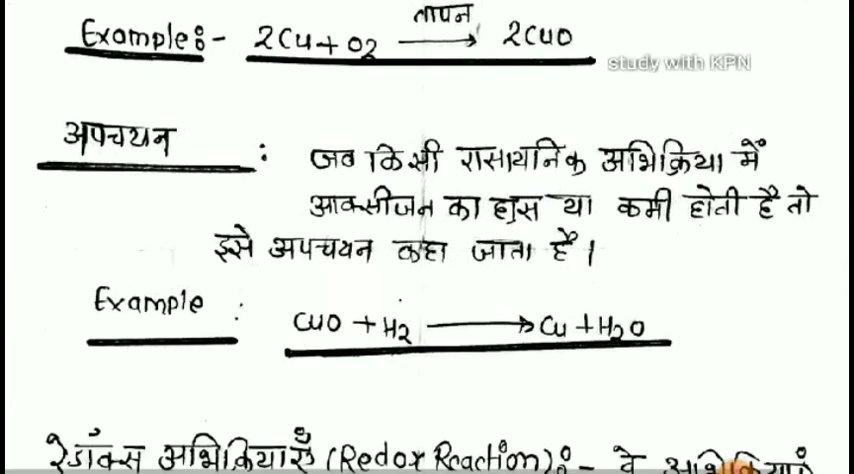 Example:- 2Cu + O2 तापन → 2CuO
study with KPN
अपचयन : जब किसी रासायनिक अभिक्रिया में
आक्सीजन का ह्रास या कमी होती है तो
इसे अपचयन कहा जाता है।
Example : CuO + H2 → Cu + H2O
रेडॉक्स अभिक्रियाएँ (Redox Reaction):- वे